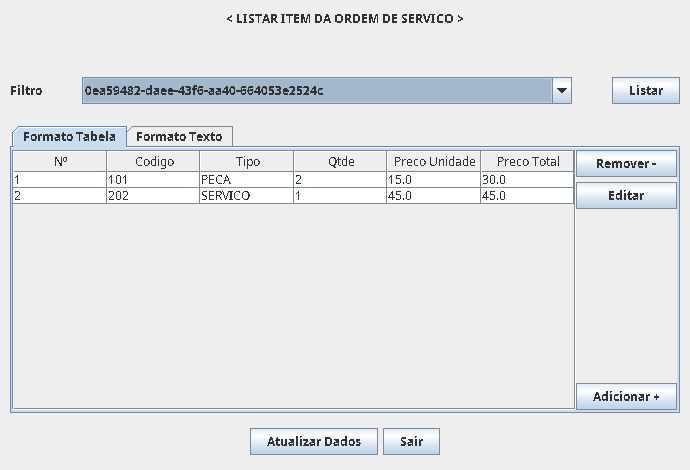 < LISTAR ITEM DA ORDEM DE SERVICO >
Filtro 0ea59482-daee-43f6-aa40-664053e2524c Listar
Formato Tabela Formato Texto
Nº Codigo Tipo Qtde Preco Unidade Preco Total Remover -
1 101 PECA 2 15.0 30.0
2 202 SERVICO 1 45.0 45.0 Editar
Adicionar +
Atualizar Dados Sair